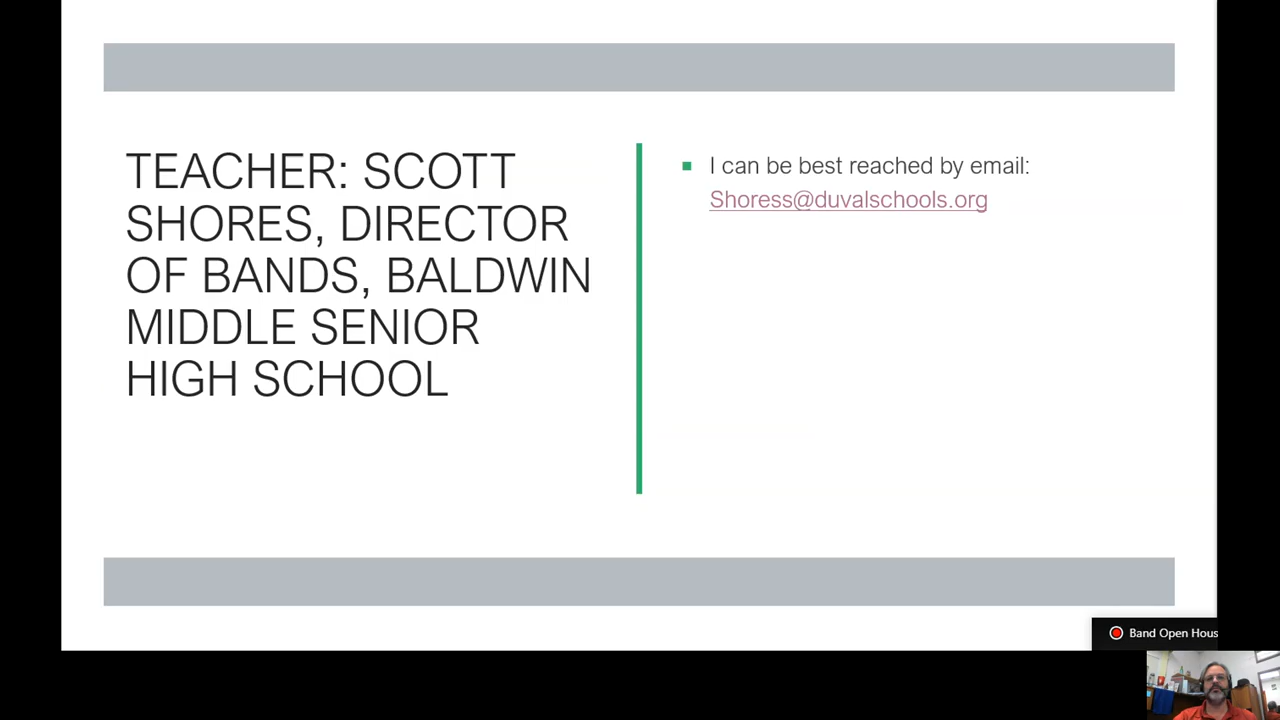 TEACHER: SCOTT
SHORES, DIRECTOR
OF BANDS, BALDWIN
MIDDLE SENIOR
HIGH SCHOOL
I can be best reached by email:
Shoress@duvalschools.org
Band Open Hous